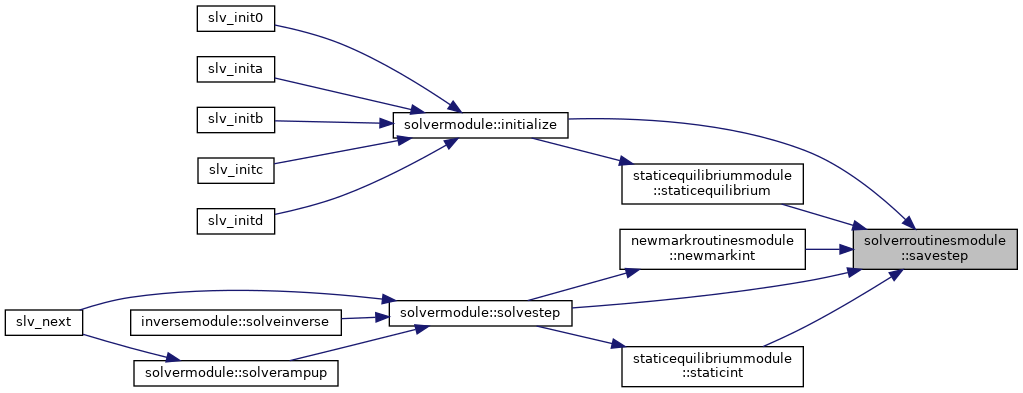 slv_init0
slv_inita
slv_initb
slv_initc
slv_initd
solvermodule::initialize
staticequilibriummodule
::staticequilibrium
solverroutinesmodule
::savestep
newmarkroutinesmodule
::newmarkint
solvermodule::solvestep
slv_next
inversemodule::solveinverse
solvermodule::solverampup
staticequilibriummodule
::staticint